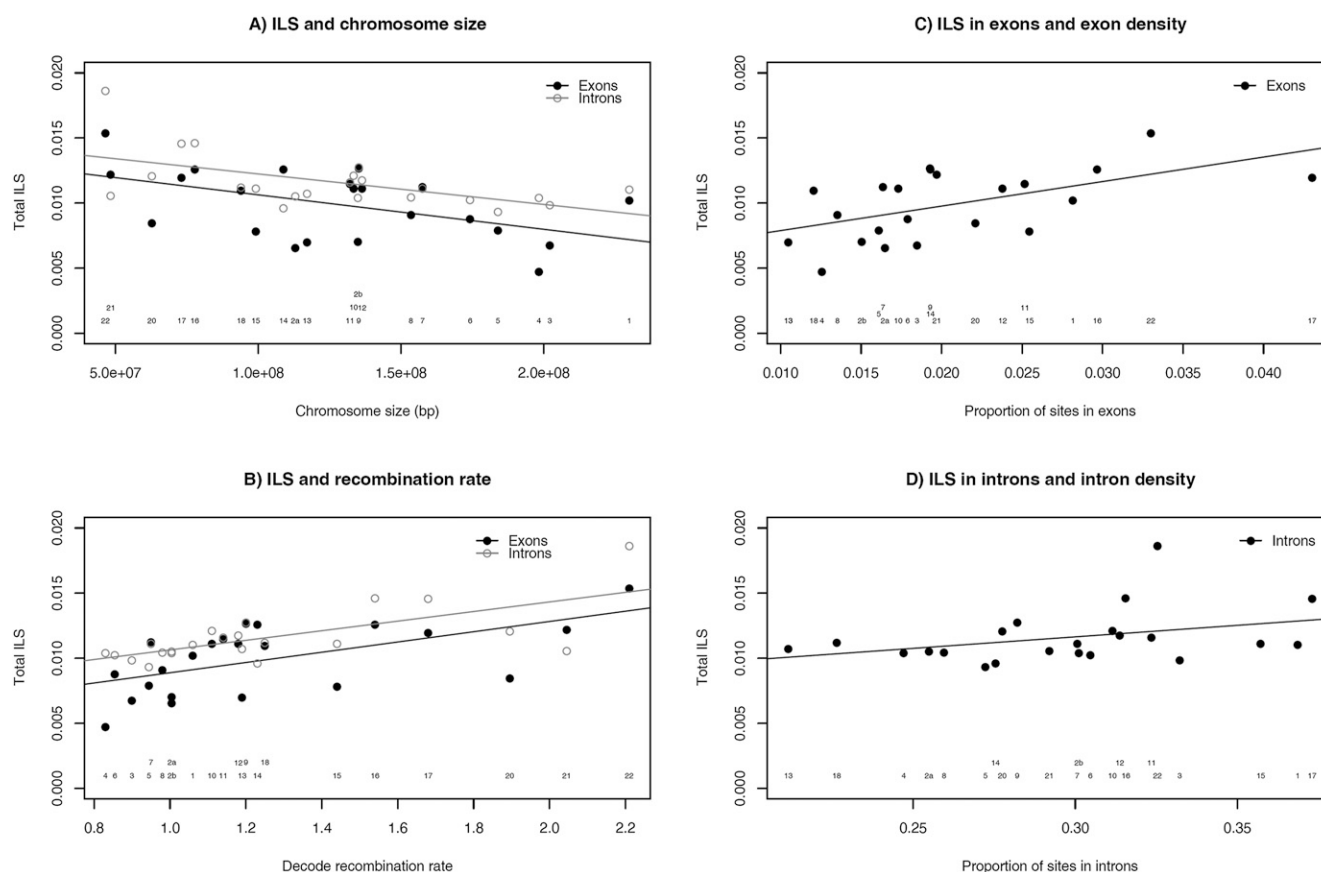 A) ILS and chromosome size
Total ILS
0.020
0.015
0.010
0.005
0.000
Exons
Introns
2b
21 10 12
22 20 17 16 18 15 14 2a 13 11 9 8 7 6 5 4 3 1
5.0e+07 1.0e+08 1.5e+08 2.0e+08
Chromosome size (bp)
C) ILS in exons and exon density
Total ILS
0.020
0.015
0.010
0.005
0.000
Exons
7 9 11
5 14
13 18 4 8 2b 2a 10 6 3 21 20 12 15 1 16 22 17
0.010 0.015 0.020 0.025 0.030 0.035 0.040
Proportion of sites in exons
B) ILS and recombination rate
Total ILS
0.020
0.015
0.010
0.005
0.000
Exons
Introns
7 2a 12 9 18
4 6 3 5 8 2b 1 10 11 13 14 15 16 17 20 21 22
0.8 1.0 1.2 1.4 1.6 1.8 2.0 2.2
Decode recombination rate
D) ILS in introns and intron density
Total ILS
0.020
0.015
0.010
0.005
0.000
Introns
14 2b 12 11
13 18 4 2a 8 5 20 9 21 7 6 10 16 22 3 15 1 17
0.25 0.30 0.35
Proportion of sites in introns